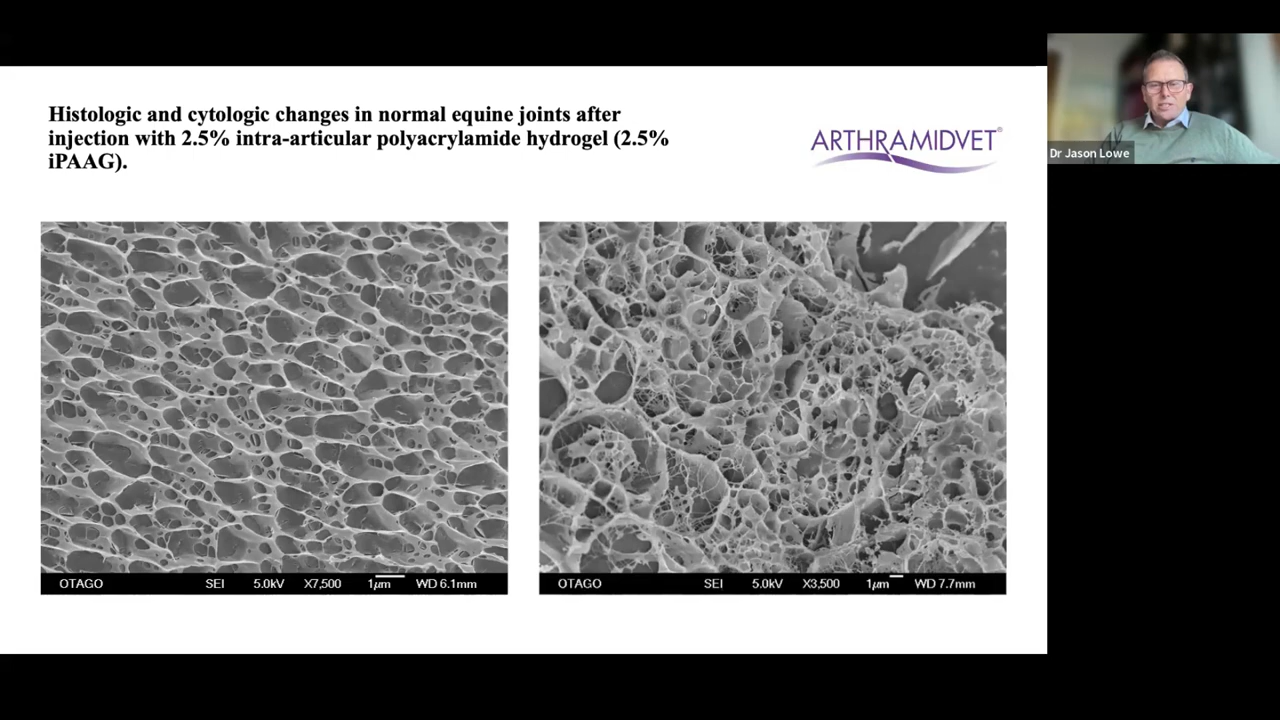 Histologic and cytologic changes in normal equine joints after
injection with 2.5% intra-articular polyacrylamide hydrogel (2.5%
iPAAG).
ARTHRAMIDVET®
Dr Jason Lowe
OTAGO SEI 5.0kV X7,500 1μm WD 6.1mm
OTAGO SEI 5.0kV X3,500 1μm WD 7.7mm